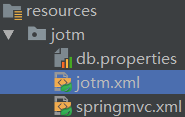 resources
jotm
db.properties
jotm.xml
springmvc.xml